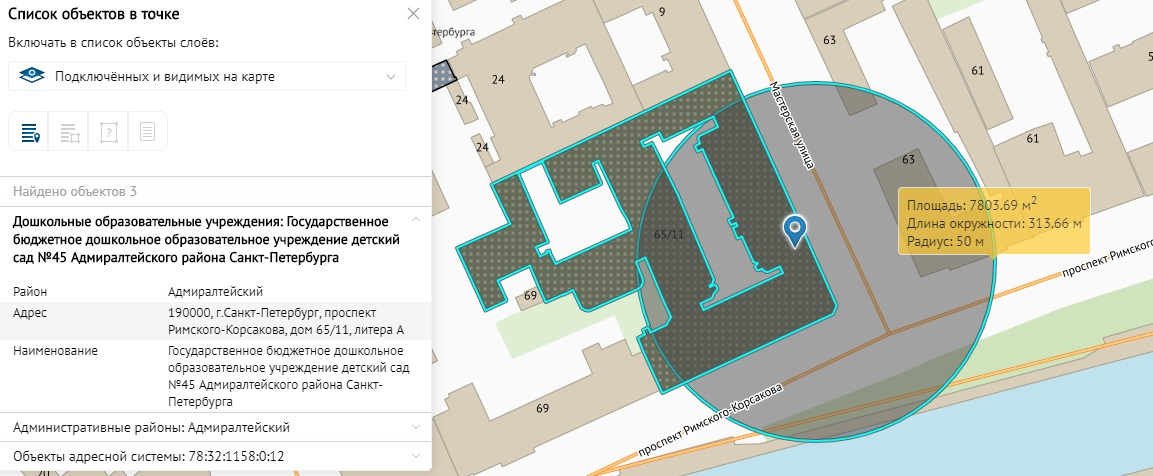 Список объектов в точке
Включать в список объекты слоёв:
Подключённых и видимых на карте
Найдено объектов 3
Дошкольные образовательные учреждения: Государственное
бюджетное дошкольное образовательное учреждение детский
сад №45 Адмиралтейского района Санкт-Петербурга
Район Адмиралтейский
Адрес 190000, г.Санкт-Петербург, проспект
Римского-Корсакова, дом 65/11, литера А
Наименование Государственное бюджетное дошкольное
образовательное учреждение детский сад
№45 Адмиралтейского района Санкт-
Петербурга
Административные районы: Адмиралтейский
Объекты адресной системы: 78:32:1158:0:12
тербурга
9
63
61
5
24
24
24
61
63
Мастерская улица
65/11
69
69
Площадь: 7803.69 м2
Длина окружности: 313,66 м
Радиус: 50 м
проспект Римского
проспект Римского-Корсакова
70